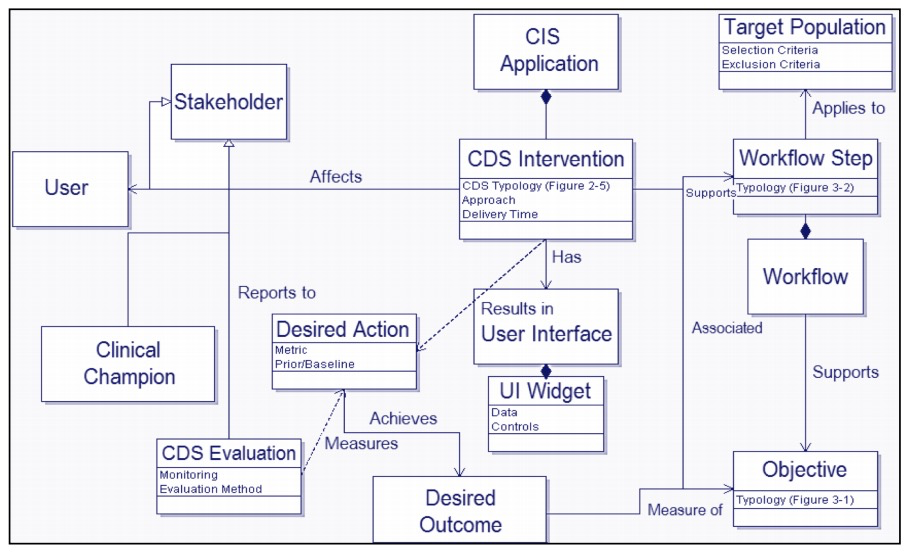 CIS
Application
Target Population
Selection Criteria
Exclusion Criteria
Stakeholder
Applies to
User
Affects
CDS Intervention
CDS Typology (Figure 2-5)
Approach
Delivery Time
Supports
Workflow Step
Typology (Figure 3-2)
Has
Workflow
Reports to
Results in
User Interface
Desired Action
Metric
Prior/Baseline
Associated
Clinical
Champion
Supports
UI Widget
Data
Controls
Achieves
Measures
CDS Evaluation
Monitoring
Evaluation Method
Desired
Outcome
Measure of
Objective
Typology (Figure 3-1)